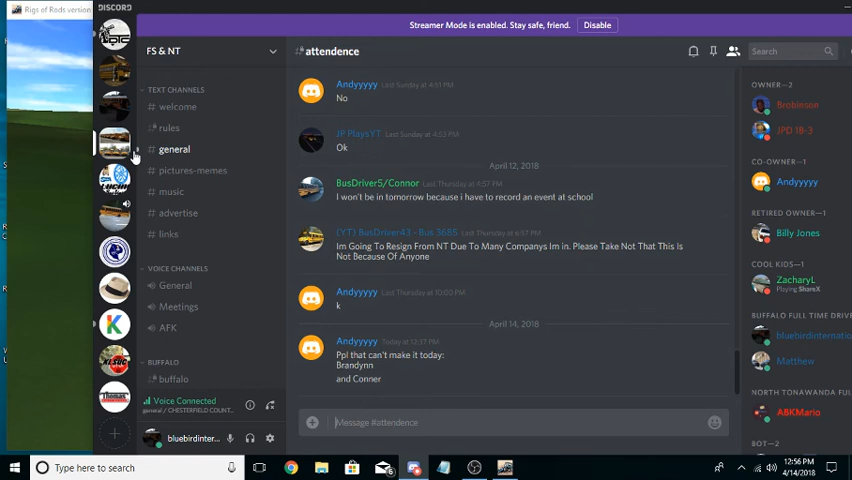 Rigs of Rods version
DISCORD
Streamer Mode is enabled. Stay safe, friend.
Disable
FS & NT
# attendence
Search
TEXT CHANNELS
# welcome
rules
# general
# pictures-memes
# music
# advertise
# links
VOICE CHANNELS
General
Meetings
AFK
BUFFALO
buffalo
Voice Connected
general / CHESTERFIELD COUNT...
bluebirdinter...
Andyyyyy Last Sunday at 4:51 PM
No
JP PlaysYT Last Sunday at 4:53 PM
Ok
April 12, 2018
BusDriver5/Connor Last Thursday at 4:57 PM
I won't be in tomorrow because i have to record an event at school
(YT) BusDriver43 - Bus 3685 Last Thursday at 6:57 PM
Im Going To Resign From NT Due To Many Companys Im in. Please Take Not That This Is
Not Because Of Anyone
Andyyyyy Last Thursday at 10:00 PM
k
April 14, 2018
Andyyyyy Today at 12:37 PM
Ppl that can't make it today:
Brandynn
and Conner
Message #attendence
OWNER—2
Brobinson
JPD 18-3
CO-OWNER—1
Andyyyyy
RETIRED OWNER—1
Billy Jones
COOL KIDS—1
ZacharyL
Playing ShareX
BUFFALO FULL TIME DRIVE
bluebirdinternatio
Matthew
NORTH TONAWANDA FUL
ABKMario
BOT—2
Thomas
Type here to search
12:56 PM
4/14/2018